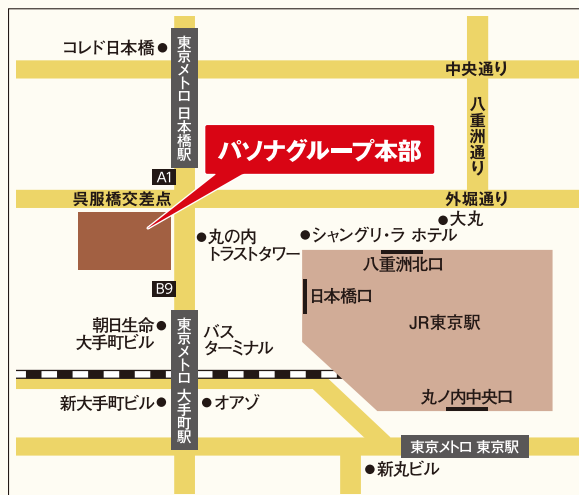 コレド日本橋
東京メトロ 日本橋駅
中央通り
八重洲通り
パソナグループ本部
A1
呉服橋交差点
外堀通り
大丸
丸の内
トラストタワー
シャングリ・ラ ホテル
八重洲北口
B9
日本橋口
JR東京駅
朝日生命
大手町ビル
東京メトロ 大手町駅
バス
ターミナル
新大手町ビル
オアゾ
丸ノ内中央口
東京メトロ 東京駅
新丸ビル